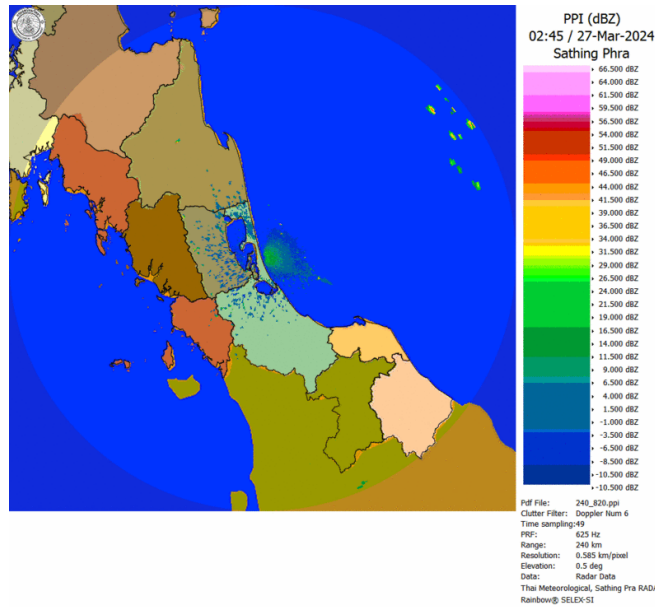 PPI (dBZ)
02:45 / 27-Mar-2024
Sathing Phra
66.500 dBZ
64.000 dBZ
61.500 dBZ
59.500 dBZ
56.500 dBZ
54.000 dBZ
51.500 dBZ
49.000 dBZ
46.500 dBZ
44.000 dBZ
41.500 dBZ
39.000 dBZ
36.500 dBZ
34.000 dBZ
31.500 dBZ
29.000 dBZ
26.500 dBZ
24.000 dBZ
21.500 dBZ
19.000 dBZ
16.500 dBZ
14.000 dBZ
11.500 dBZ
9.000 dBZ
6.500 dBZ
4.000 dBZ
1.500 dBZ
-1.000 dBZ
-3.500 dBZ
-6.500 dBZ
-8.500 dBZ
-10.500 dBZ
-10.500 dBZ
Pdf File: 240_820.ppi
Clutter Filter: Doppler Num 6
Time sampling:49
PRF: 625 Hz
Range: 240 km
Resolution: 0.585 km/pixel
Elevation: 0.5 deg
Data: Radar Data
Thai Meteorological, Sathing Pra RADA
Rainbow® SELEX-SI